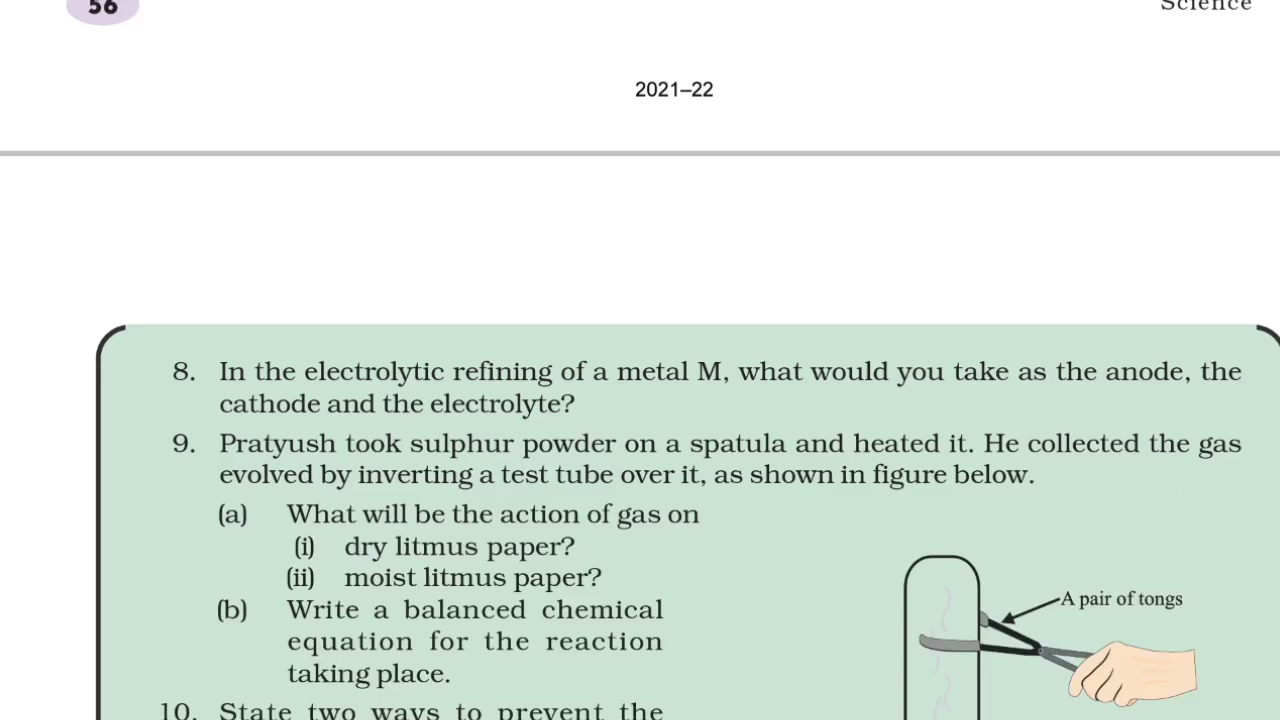 56
Science
2021–22
8. In the electrolytic refining of a metal M, what would you take as the anode, the
cathode and the electrolyte?
9. Pratyush took sulphur powder on a spatula and heated it. He collected the gas
evolved by inverting a test tube over it, as shown in figure below.
(a) What will be the action of gas on
(i) dry litmus paper?
(ii) moist litmus paper?
(b) Write a balanced chemical
equation for the reaction
taking place.
A pair of tongs
10. State two ways to prevent the